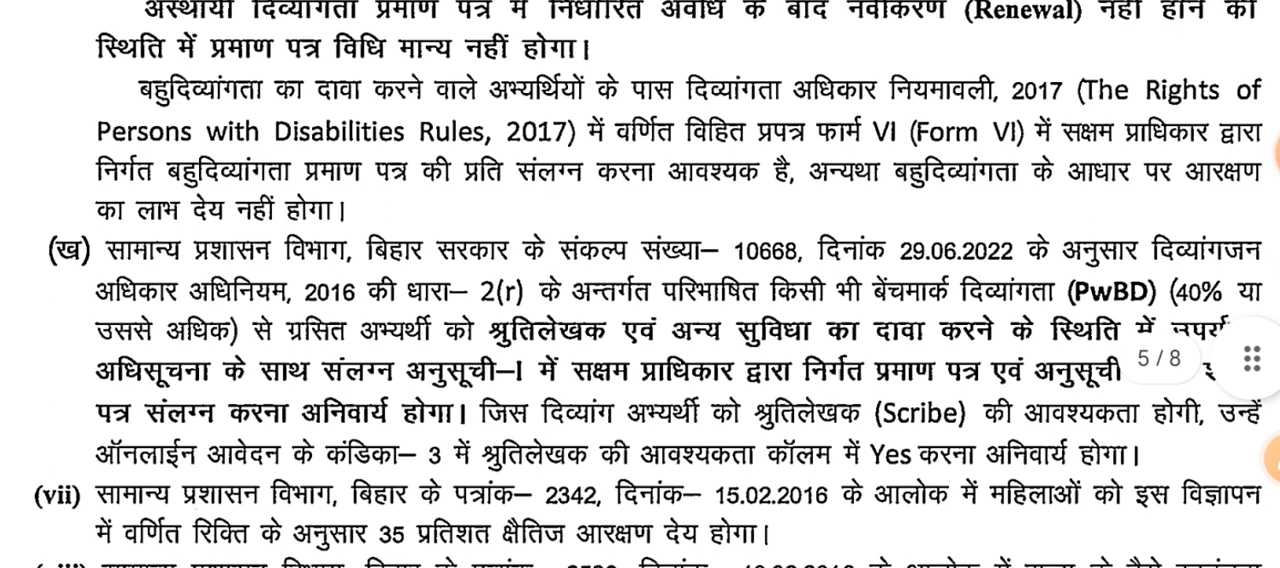 अस्थायी दिव्यांगता प्रमाण पत्र में निर्धारित अवधि के बाद नवीकरण (Renewal) नहीं होने की
स्थिति में प्रमाण पत्र विधि मान्य नहीं होगा।
बहुदिव्यांगता का दावा करने वाले अभ्यर्थियों के पास दिव्यांगता अधिकार नियमावली, 2017 (The Rights of
Persons with Disabilities Rules, 2017) में वर्णित विहित प्रपत्र फार्म VI (Form VI) में सक्षम प्राधिकार द्वारा
निर्गत बहुदिव्यांगता प्रमाण पत्र की प्रति संलग्न करना आवश्यक है, अन्यथा बहुदिव्यांगता के आधार पर आरक्षण
का लाभ देय नहीं होगा।
(ख) सामान्य प्रशासन विभाग, बिहार सरकार के संकल्प संख्या– 10668, दिनांक 29.06.2022 के अनुसार दिव्यांगजन
अधिकार अधिनियम, 2016 की धारा– 2(r) के अन्तर्गत परिभाषित किसी भी बेंचमार्क दिव्यांगता (PwBD) (40% या
उससे अधिक) से ग्रसित अभ्यर्थी को श्रुतिलेखक एवं अन्य सुविधा का दावा करने के स्थिति में
अधिसूचना के साथ संलग्न अनुसूची–I में सक्षम प्राधिकार द्वारा निर्गत प्रमाण पत्र एवं अनुसूची 5 / 8
पत्र संलग्न करना अनिवार्य होगा। जिस दिव्यांग अभ्यर्थी को श्रुतिलेखक (Scribe) की आवश्यकता होगी, उन्हें
ऑनलाईन आवेदन के कंडिका– 3 में श्रुतिलेखक की आवश्यकता कॉलम में Yes करना अनिवार्य होगा।
(vii) सामान्य प्रशासन विभाग, बिहार के पत्रांक– 2342, दिनांक– 15.02.2016 के आलोक में महिलाओं को इस विज्ञापन
में वर्णित रिक्ति के अनुसार 35 प्रतिशत क्षैतिज आरक्षण देय होगा।